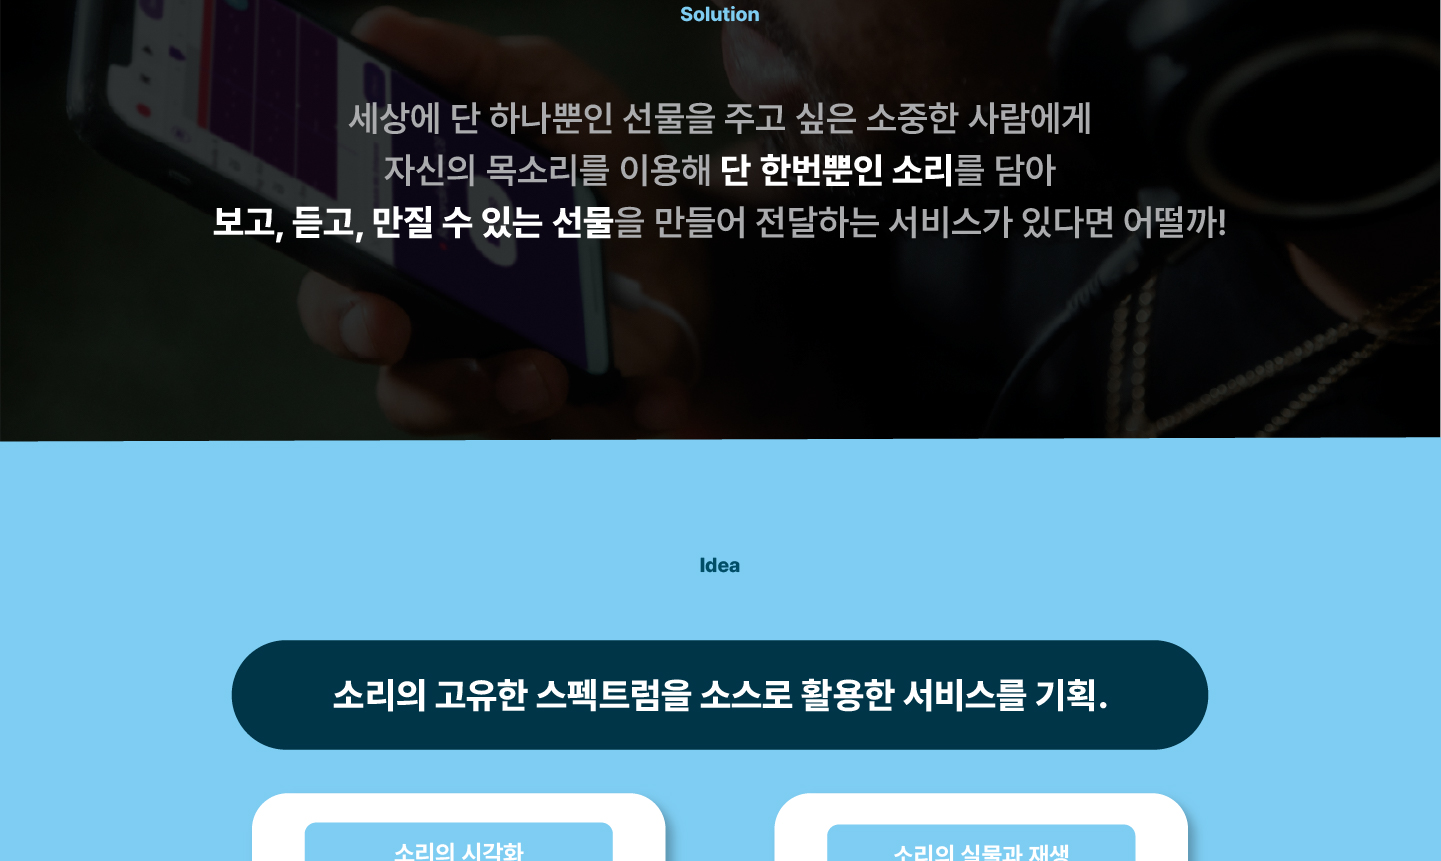 Solution
세상에 단 하나뿐인 선물을 주고 싶은 소중한 사람에게
자신의 목소리를 이용해 단 한번뿐인 소리를 담아
보고, 듣고, 만질 수 있는 선물을 만들어 전달하는 서비스가 있다면 어떨까!
Idea
소리의 고유한 스펙트럼을 소스로 활용한 서비스를 기획.
소리의 시각화
소리의 실물과 재생